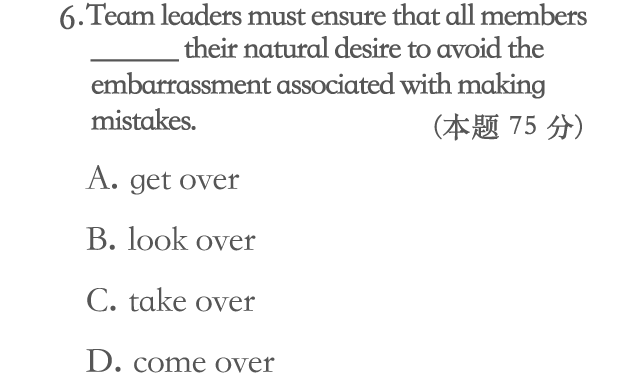 6.Team leaders must ensure that all members
______ their natural desire to avoid the
embarrassment associated with making
mistakes. (本题 75 分)
A. get over
B. look over
C. take over
D. come over